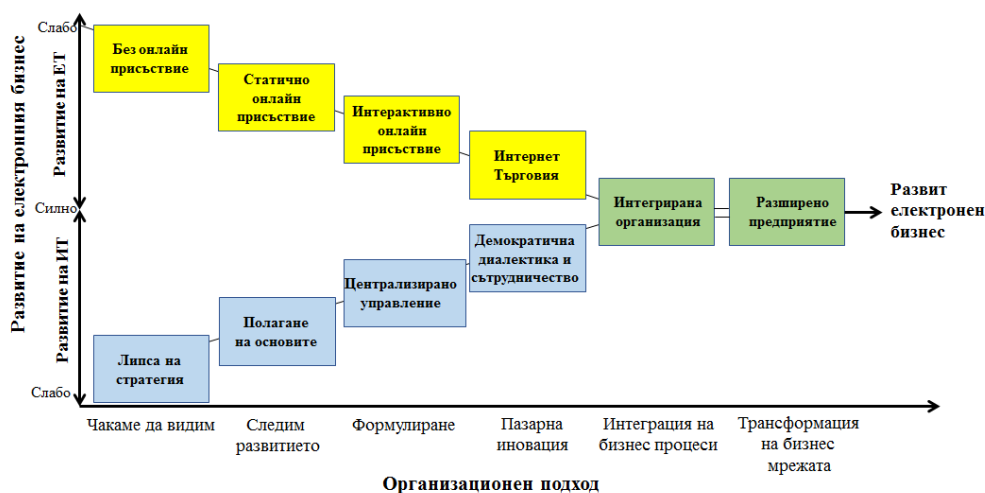 Слабо
Без онлайн
присъствие
Статично
онлайн
присъствие
Интерактивно
онлайн
присъствие
Интернет
Търговия
Интегрирана
организация
Разширено
предприятие
Развит
електронен
бизнес
Развитие на електронния бизнес
Развитие на ЕТ
Силно
Развитие на ИТ
Демократична
диалектика и
сътрудничество
Централизирано
управление
Полагане
на основите
Липса на
стратегия
Слабо
Чакаме да видим
Следим
развитието
Формулиране
Пазарна
иновация
Интеграция на
бизнес процеси
Трансформация
на бизнес
мрежата
Организационен подход